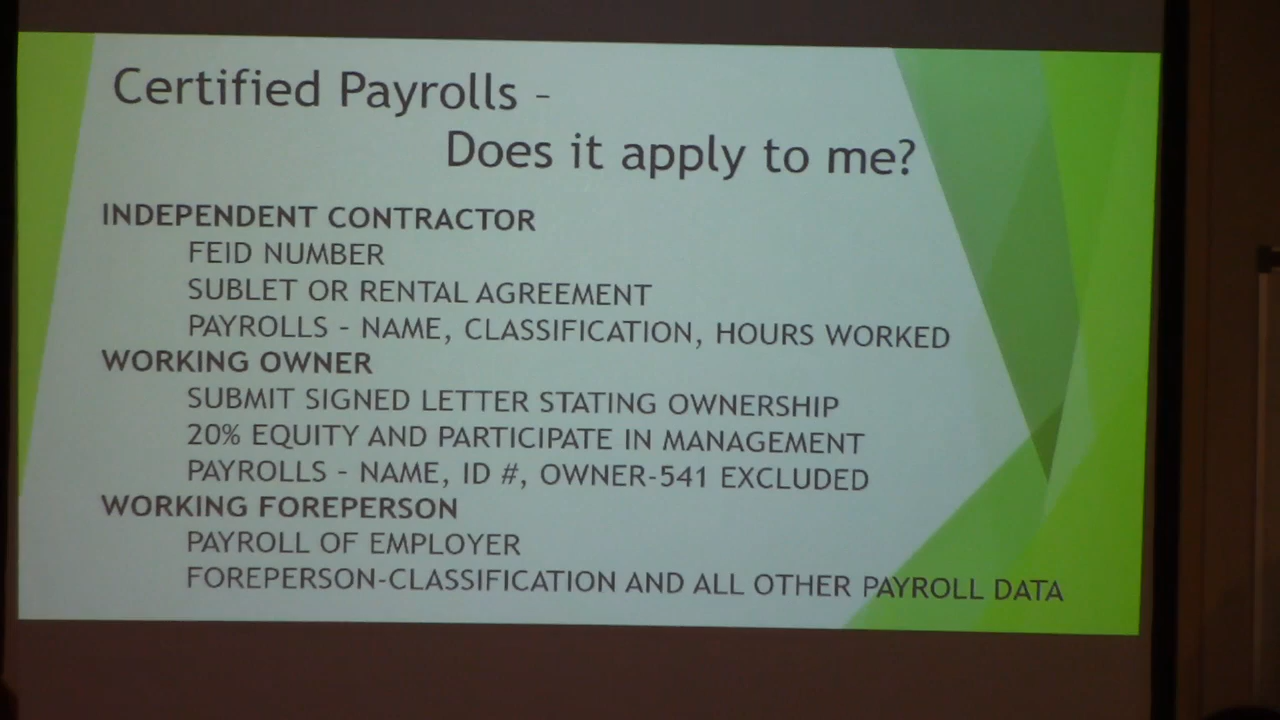 Certified Payrolls –
Does it apply to me?
INDEPENDENT CONTRACTOR
FEID NUMBER
SUBLET OR RENTAL AGREEMENT
PAYROLLS – NAME, CLASSIFICATION, HOURS WORKED
WORKING OWNER
SUBMIT SIGNED LETTER STATING OWNERSHIP
20% EQUITY AND PARTICIPATE IN MANAGEMENT
PAYROLLS – NAME, ID #, OWNER-541 EXCLUDED
WORKING FOREPERSON
PAYROLL OF EMPLOYER
FOREPERSON-CLASSIFICATION AND ALL OTHER PAYROLL DATA